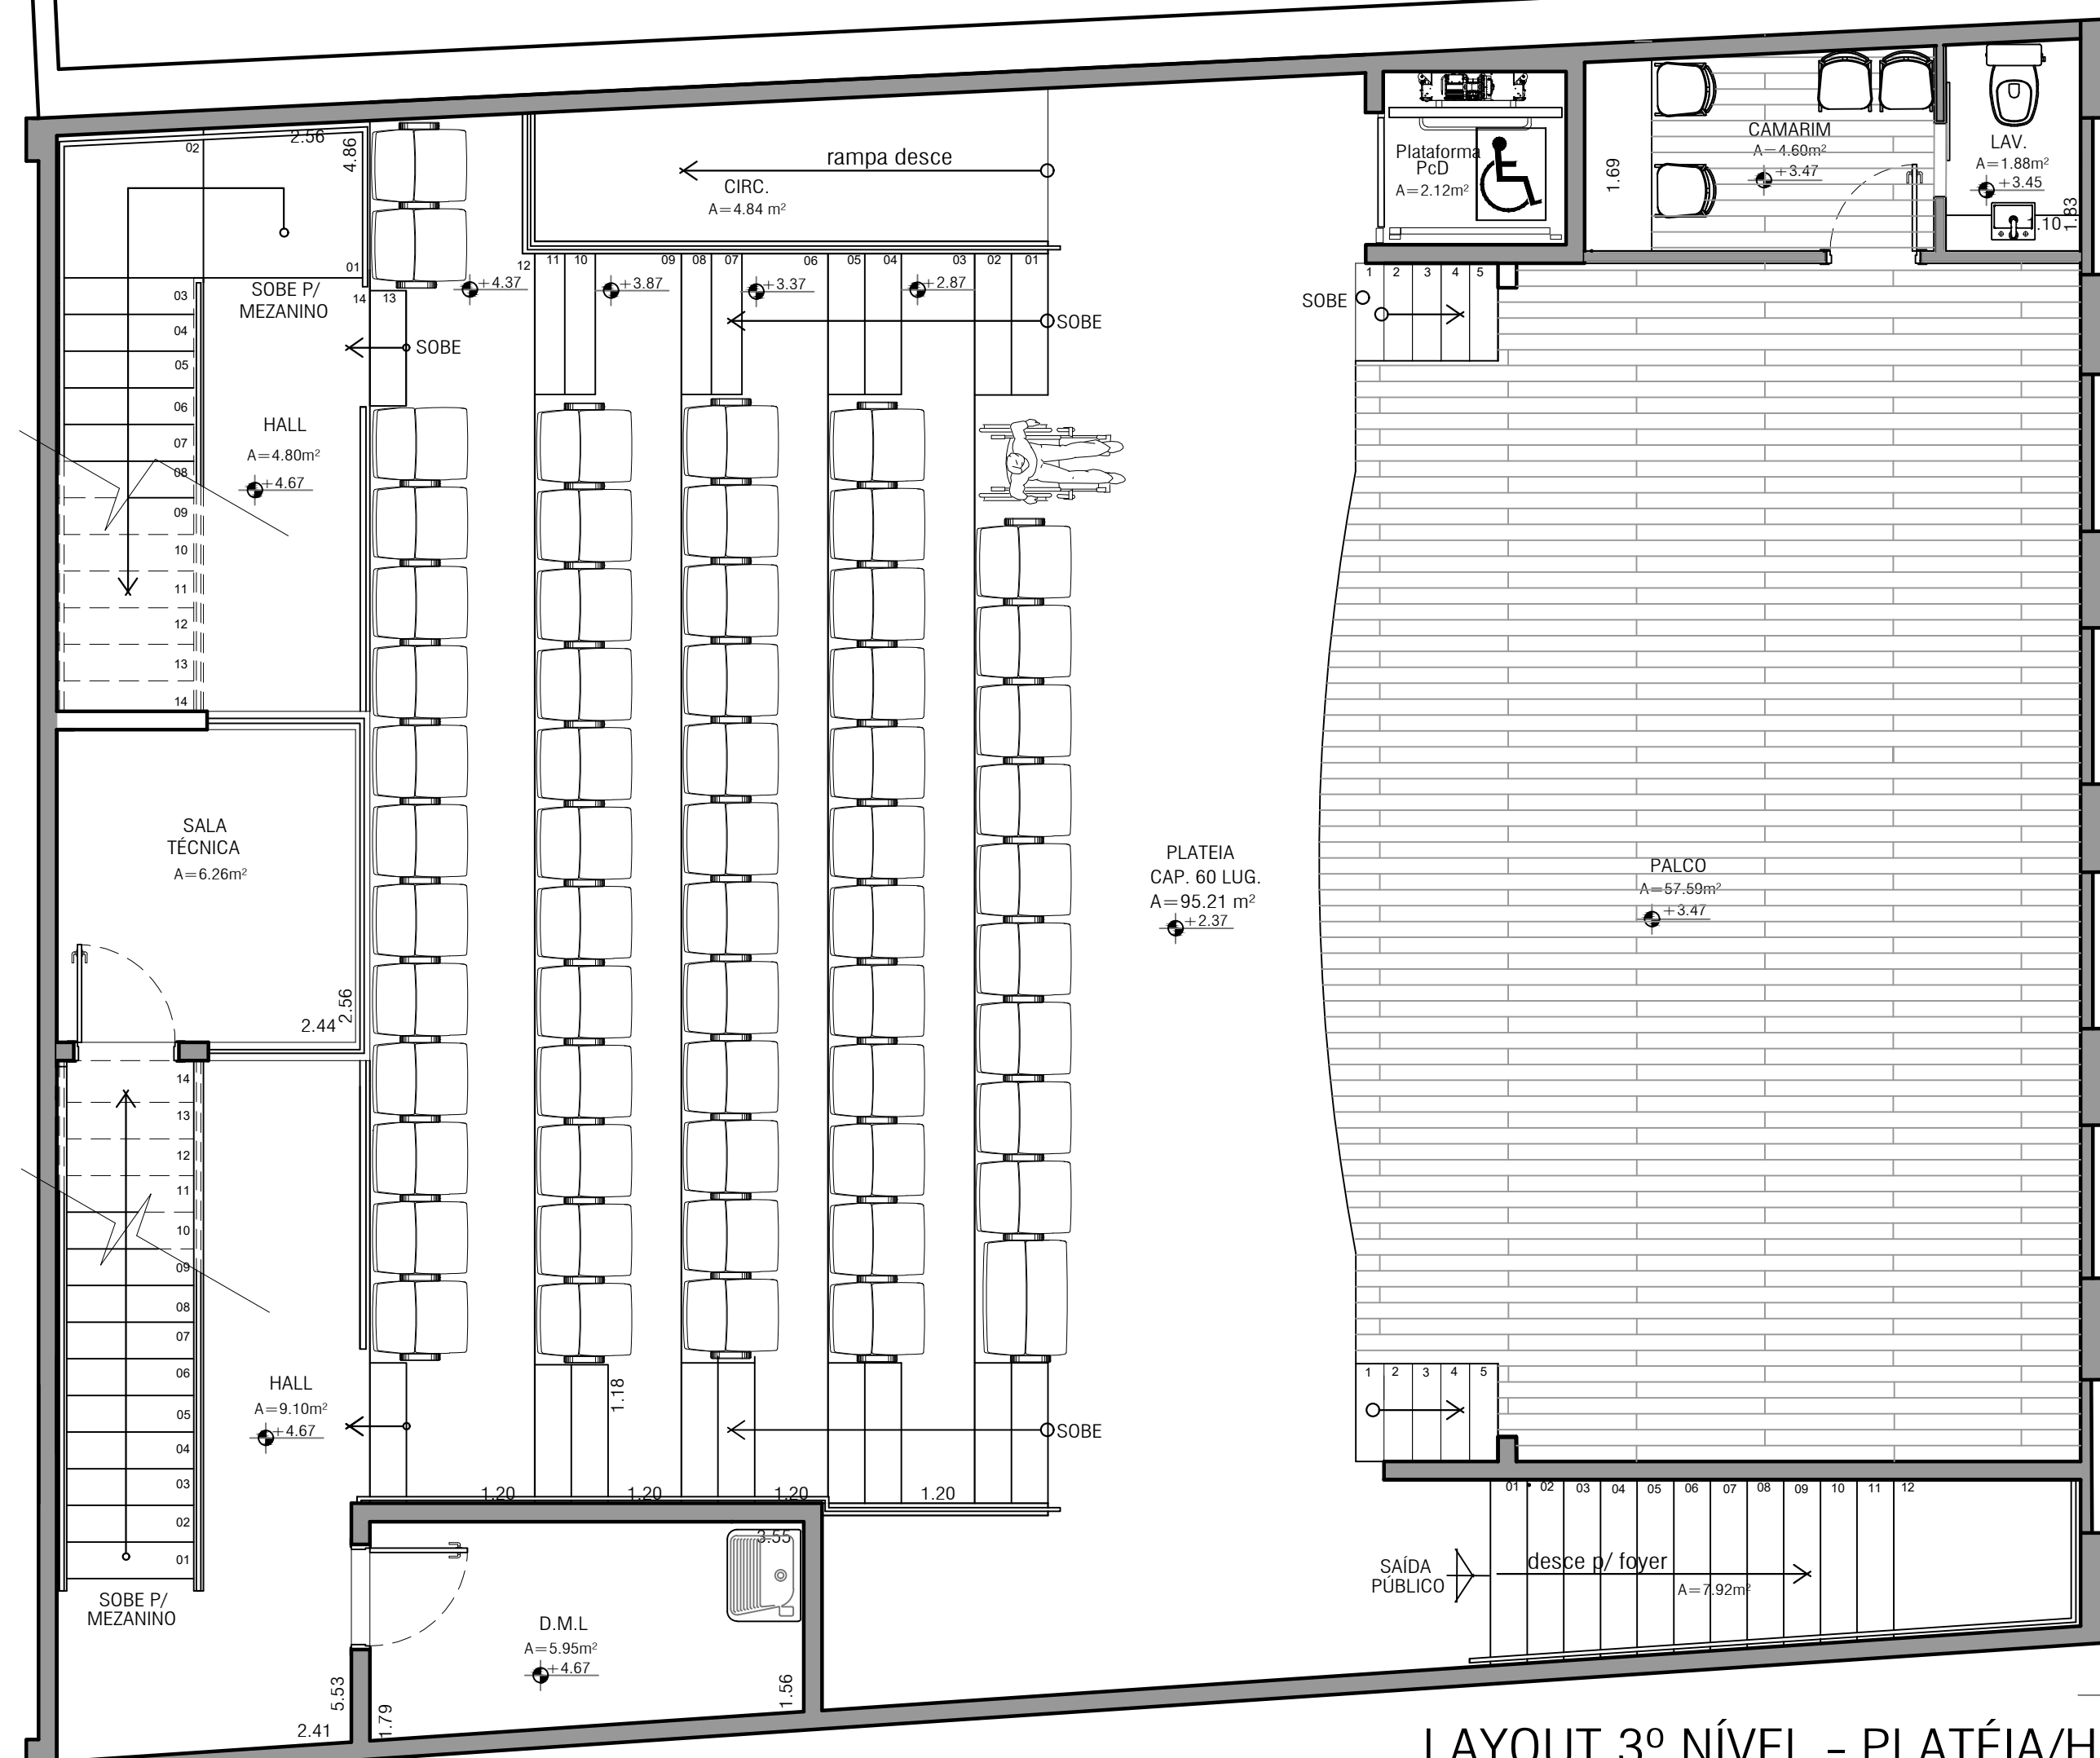 02
2.56
4.86
01
SOBE P/
MEZANINO
14
13
SOBE
03
04
05
06
07
08
09
10
11
12
13
14
HALL
A=4.80m²
+4.67
rampa desce
CIRC.
A=4.84 m²
12
11
10
09
08
07
06
05
04
03
02
01
+4.37
+3.87
+3.37
+2.87
SOBE
Plataforma
PcD
A=2.12m²
1.69
CAMARIM
A=4.60m²
+3.47
LAV.
A=1.88m²
+3.45
1.10
1.83
SOBE
1
2
3
4
5
SALA
TÉCNICA
A=6.26m²
2.56
2.44
PLATEIA
CAP. 60 LUG.
A=95.21 m²
+2.37
PALCO
A=57.59m²
+3.47
14
13
12
11
10
09
08
07
06
05
04
03
02
01
SOBE P/
MEZANINO
HALL
A=9.10m²
+4.67
1.18
SOBE
1.20
1.20
1.20
1.20
1
2
3
4
5
01
02
03
04
05
06
07
08
09
10
11
12
SAÍDA
PÚBLICO
desce p/ foyer
A=7.92m²
3.55
D.M.L
A=5.95m²
+4.67
1.56
5.53
1.79
2.41
LAYOUT 3º NÍVEL - PLATÉIA/H